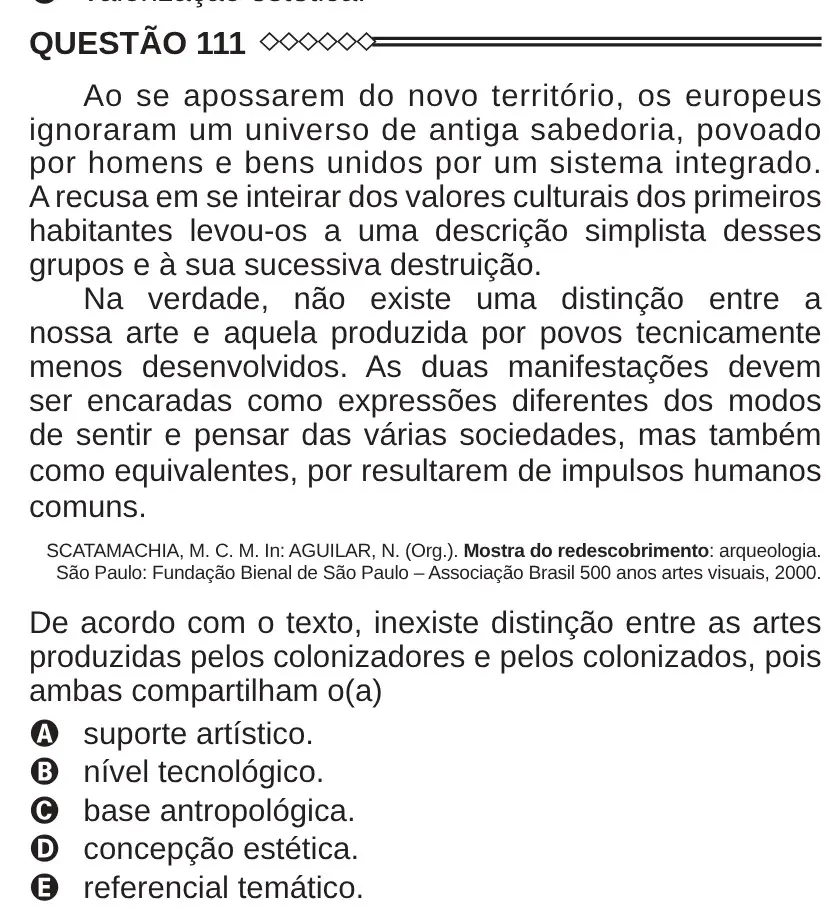 QUESTÃO 111
Ao se apossarem do novo território, os europeus
ignoraram um universo de antiga sabedoria, povoado
por homens e bens unidos por um sistema integrado.
A recusa em se inteirar dos valores culturais dos primeiros
habitantes levou-os a uma descrição simplista desses
grupos e à sua sucessiva destruição.
Na verdade, não existe uma distinção entre a
nossa arte e aquela produzida por povos tecnicamente
menos desenvolvidos. As duas manifestações devem
ser encaradas como expressões diferentes dos modos
de sentir e pensar das várias sociedades, mas também
como equivalentes, por resultarem de impulsos humanos
comuns.
SCATAMACHIA, M. C. M. In: AGUILAR, N. (Org.). Mostra do redescobrimento: arqueologia.
São Paulo: Fundação Bienal de São Paulo – Associação Brasil 500 anos artes visuais, 2000.
De acordo com o texto, inexiste distinção entre as artes
produzidas pelos colonizadores e pelos colonizados, pois
ambas compartilham o(a)
A suporte artístico.
B nível tecnológico.
C base antropológica.
D concepção estética.
E referencial temático.